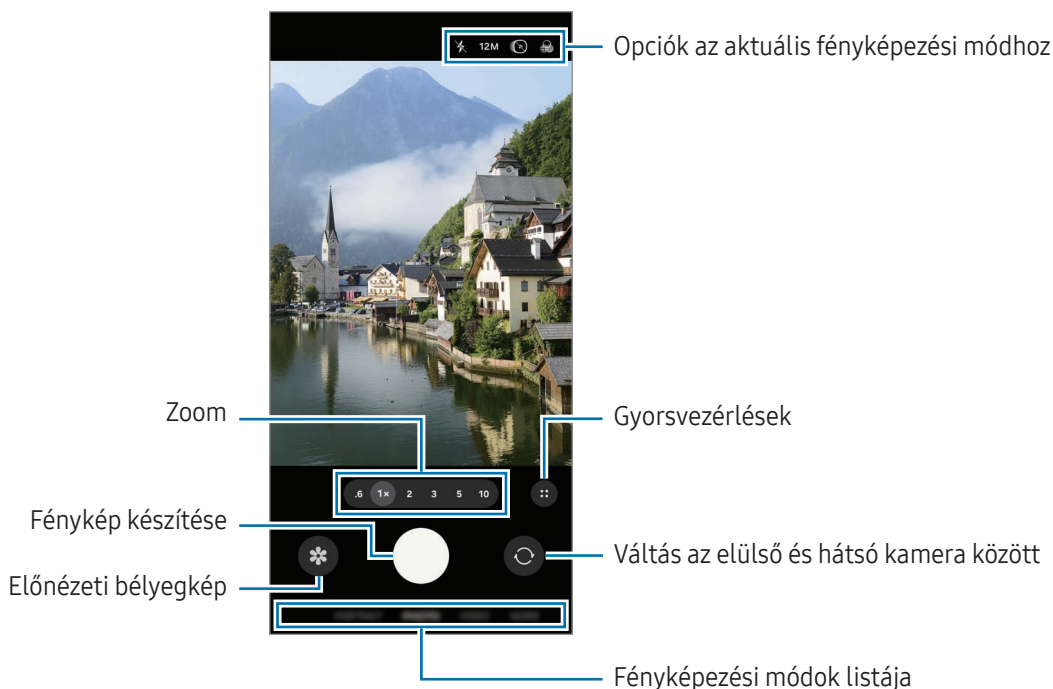 Opciók az aktuális fényképezési módhoz
12M
Zoom
Gyorsvezérlések
.6 1× 2 3 5 10
Fénykép készítése
Váltás az elülső és hátsó kamera között
Előnézeti bélyegkép
Fényképezési módok listája